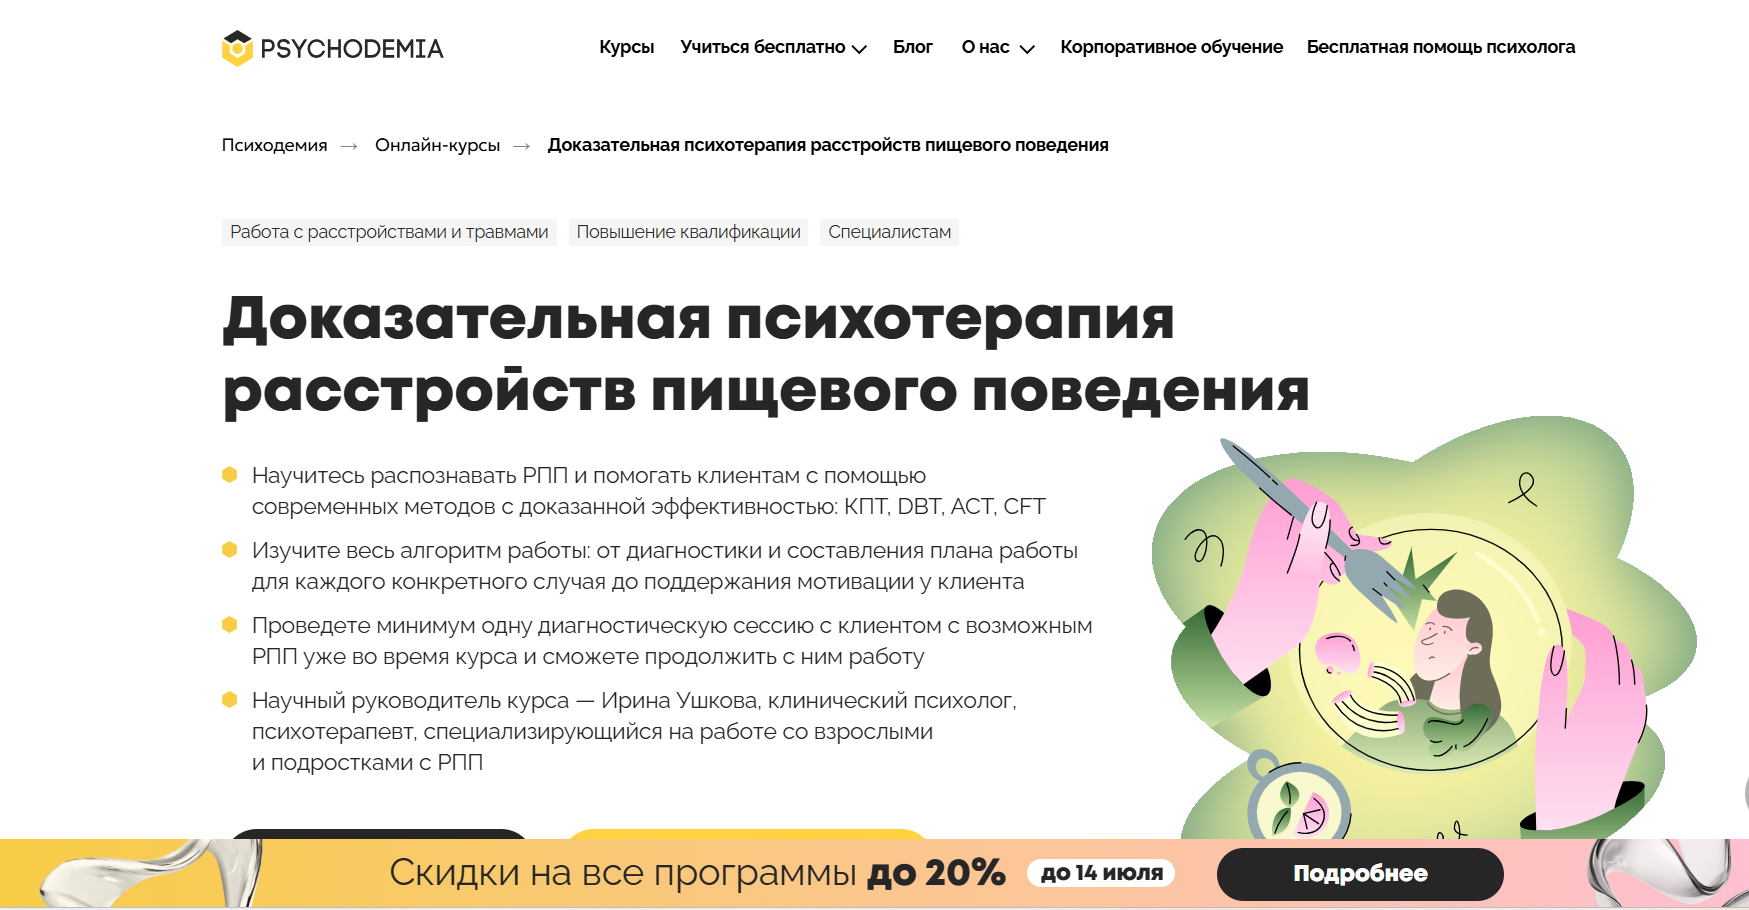 PSYCHODEMIA
Курсы Учиться бесплатно Блог О нас Корпоративное обучение Бесплатная помощь психолога
Психодемия → Онлайн-курсы → Доказательная психотерапия расстройств пищевого поведения
Работа с расстройствами и травмами Повышение квалификации Специалистам
Доказательная психотерапия
расстройств пищевого поведения
Научитесь распознавать РПП и помогать клиентам с помощью
современных методов с доказанной эффективностью: КПТ, DBT, ACT, CFT
Изучите весь алгоритм работы: от диагностики и составления плана работы
для каждого конкретного случая до поддержания мотивации у клиента
Проведете минимум одну диагностическую сессию с клиентом с возможным
РПП уже во время курса и сможете продолжить с ним работу
Научный руководитель курса — Ирина Ушкова, клинический психолог,
психотерапевт, специализирующийся на работе со взрослыми
и подростками с РПП
Скидки на все программы до 20% до 14 июля Подробнее